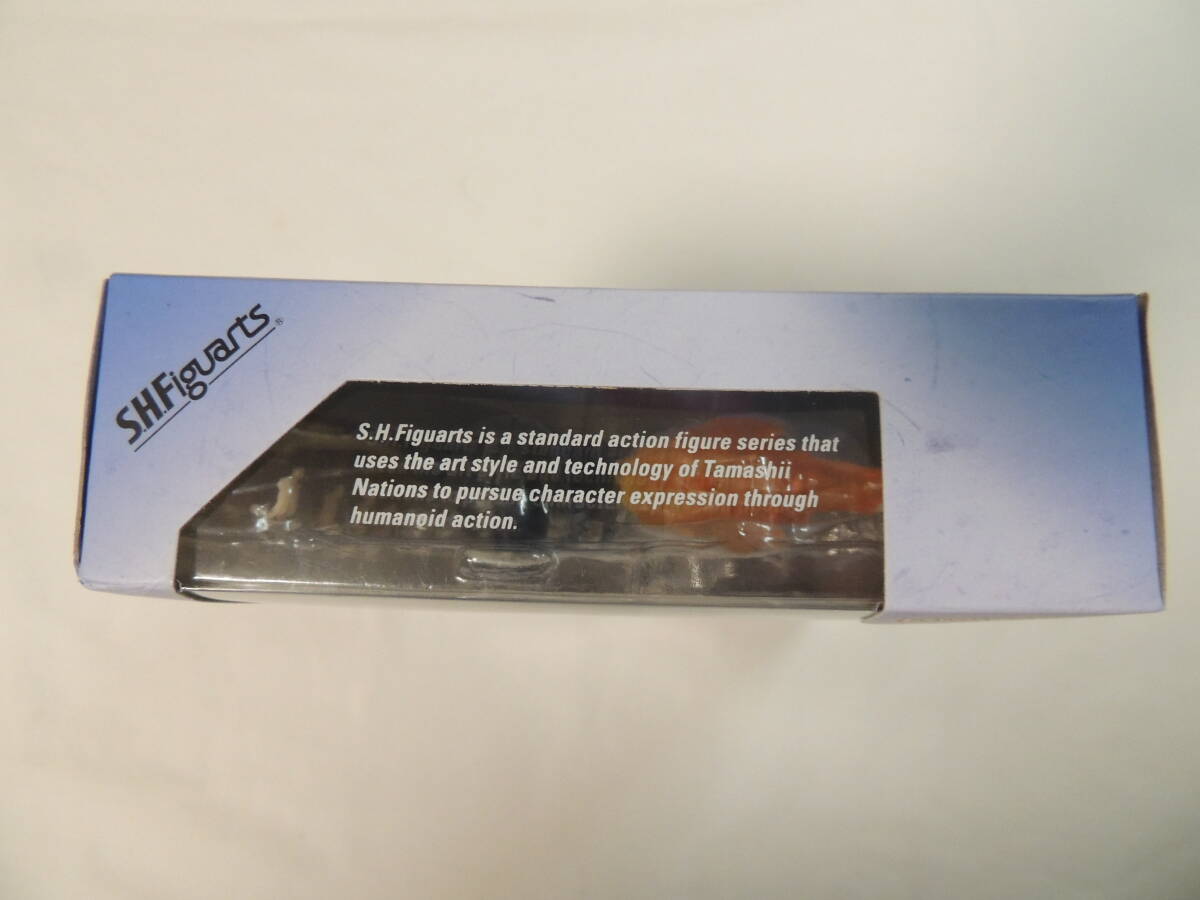 S.H.Figuarts®
S.H.Figuarts is a standard action figure series that
uses the art style and technology of Tamashii
Nations to pursue character expression through
humanoid action.